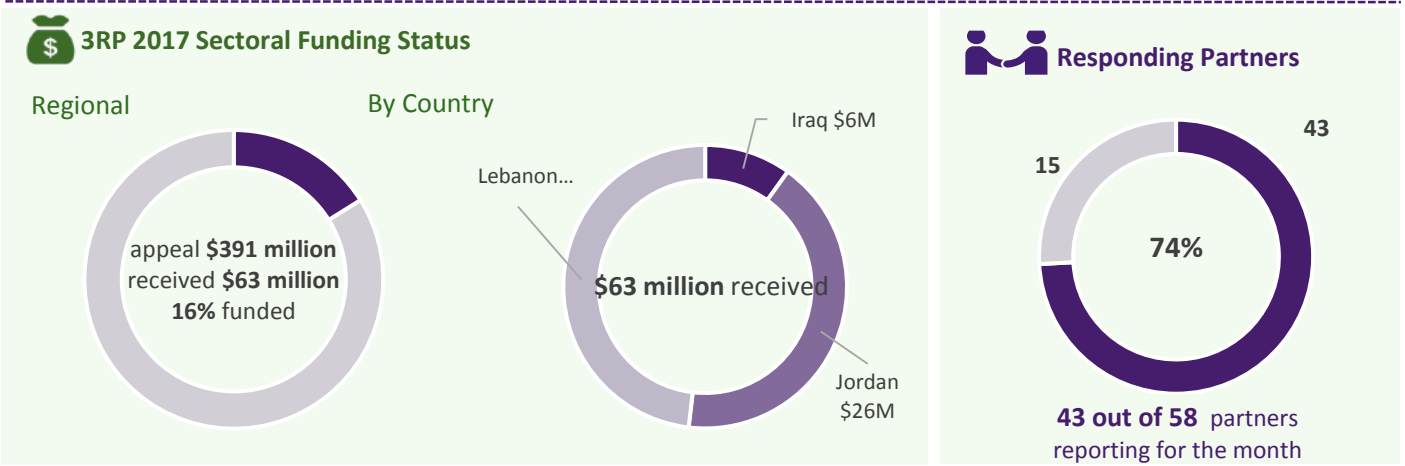 $ 3RP 2017 Sectoral Funding Status
Regional
By Country
appeal $391 million
received $63 million
16% funded
Iraq $6M
Lebanon...
$63 million received
Jordan
$26M
Responding Partners
43
15
74%
43 out of 58 partners
reporting for the month